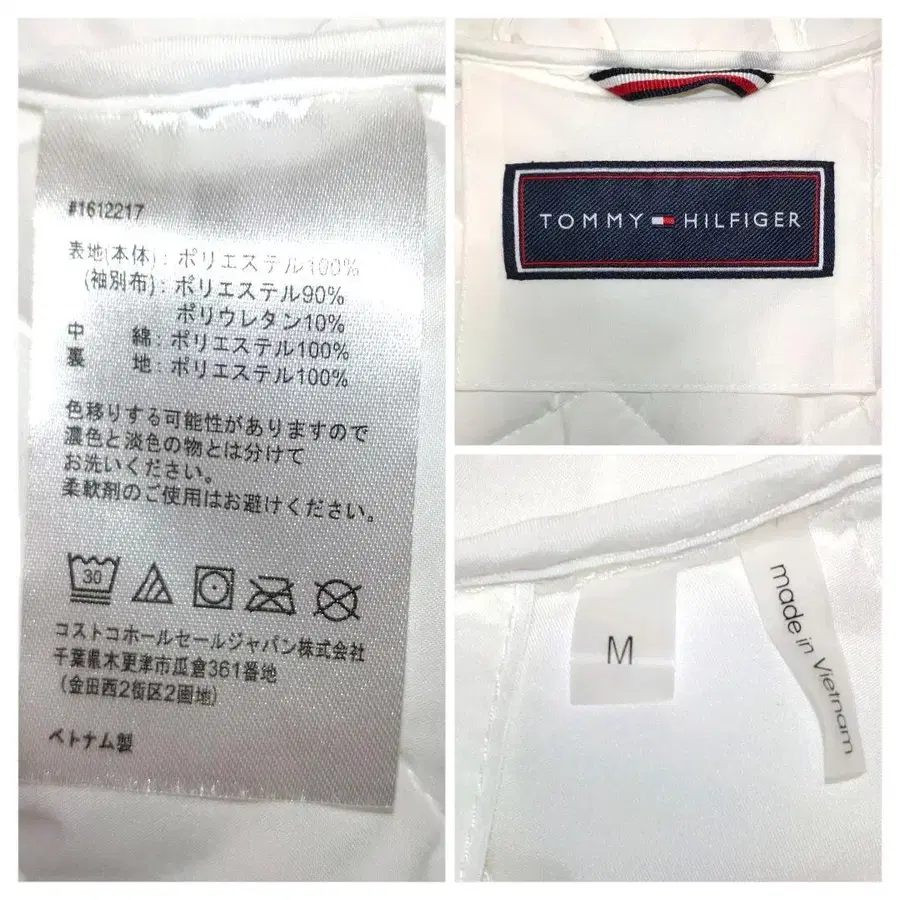 #1612217
表地(本体): ポリエステル100%
(袖別布): ポリエステル90%
ポリウレタン10%
中 綿: ポリエステル100%
裏 地: ポリエステル100%
色移りする可能性がありますので
濃色と淡色の物とは分けて
お洗いください。
柔軟剤のご使用はお避けください。
30
コストコホールセールジャパン株式会社
千葉県木更津市瓜倉361番地
(金田西2街区2画地)
ベトナム製
TOMMY HILFIGER
M
made in Vietnam